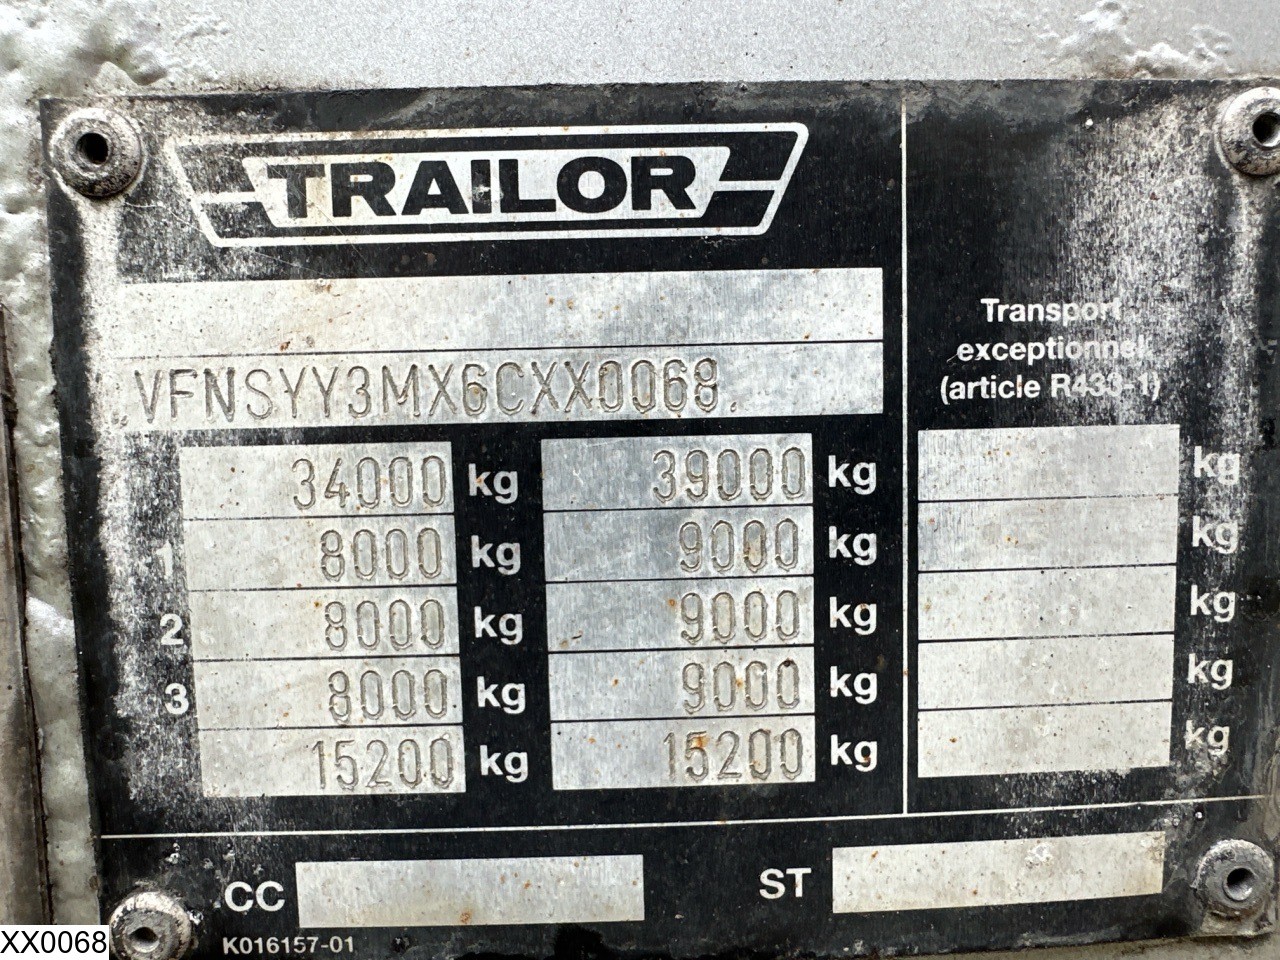 TRAILOR
VFNSYY3MX6CXX0068.
Transport
exceptionnel
(article R433-1)
34000 kg 39000 kg kg
1 8000 kg 9000 kg kg
2 8000 kg 9000 kg kg
3 8000 kg 9000 kg kg
15200 kg 15200 kg kg
CC ST
K016157-01
XX0068